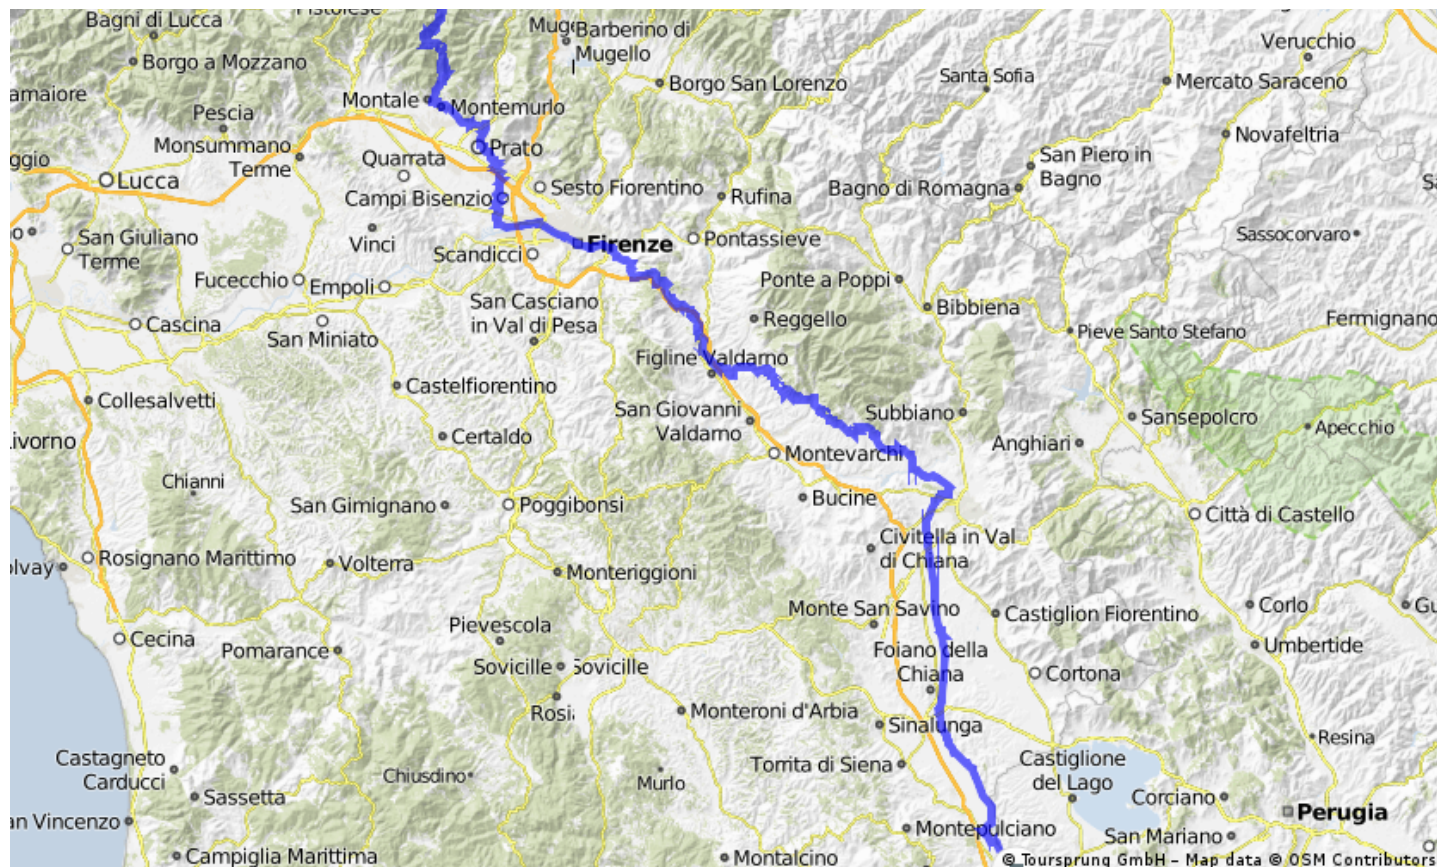 Bagni di Lucca
Pistoiese
Barberino di
Mugello
Verucchio
Borgo a Mozzano
Borgo San Lorenzo
Santa Sofia
Mercato Saraceno
amaiore
Montale
Montemurlo
Pescia
Novafeltria
Monsummano
Terme
Prato
ggio
Quarrata
San Piero in
Bagno
Lucca
Campi Bisenzio
Sesto Fiorentino
Rufina
Bagno di Romagna
San Giuliano
Terme
Vinci
Firenze
Pontassieve
Sassocorvaro
Scandicci
Fucecchio
Empoli
Ponte a Poppi
San Casciano
in Val di Pesa
Bibbiena
Cascina
San Miniato
Reggello
Pieve Santo Stefano
Fermignano
Figline Valdarno
Castelfiorentino
Collesalvetti
San Giovanni
Valdarno
Subbiano
Sansepolcro
Apecchio
Livorno
Certaldo
Anghiari
Montevarchi
Chianni
San Gimignano
Poggibonsi
Bucine
Città di Castello
Rosignano Marittimo
Civitella in Val
di Chiana
olvay
Volterra
Monteriggioni
Monte San Savino
Castiglion Fiorentino
Corlo
Gu
Cecina
Pievescola
Umbertide
Pomarance
Sovicille
Sovicille
Foiano della
Chiana
Cortona
Rosia
Monteroni d'Arbia
Sinalunga
Resina
Castagneto
Carducci
Chiusdino
Murlo
Torrita di Siena
Castiglione
del Lago
Sassetta
Corciano
Perugia
an Vincenzo
Montepulciano
San Mariano
Campiglia Marittima
Montalcino
© Toursprung GmbH – Map data © OSM Contributors